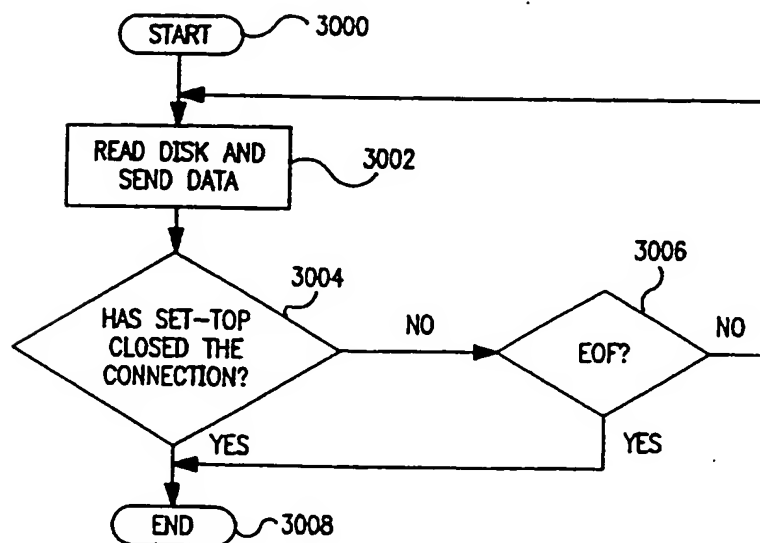 START
3000
READ DISK AND
SEND DATA
3002
3004
HAS SET-TOP
CLOSED THE
CONNECTION?
NO
3006
EOF?
NO
YES
YES
END
3008